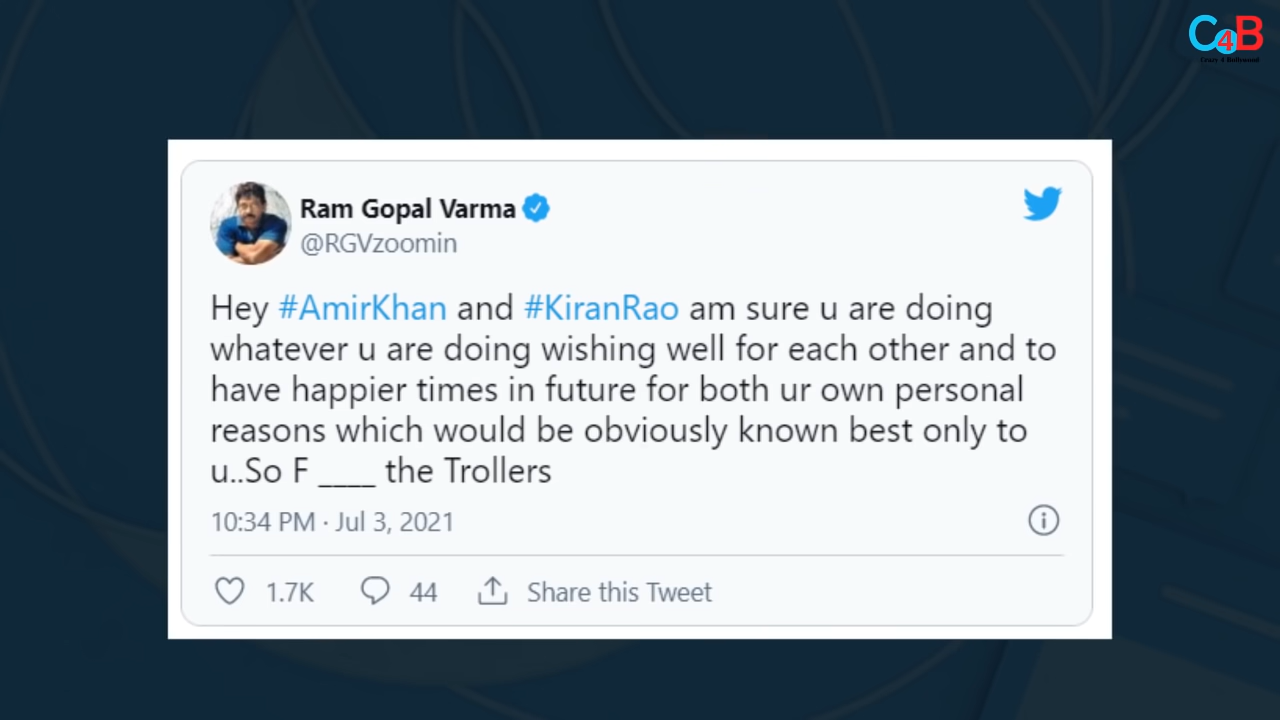 C4B
Crazy 4 Bollywood
Ram Gopal Varma
@RGVzoomin
Hey #AmirKhan and #KiranRao am sure u are doing
whatever u are doing wishing well for each other and to
have happier times in future for both ur own personal
reasons which would be obviously known best only to
u..So F ____ the Trollers
10:34 PM · Jul 3, 2021
1.7K 44 Share this Tweet